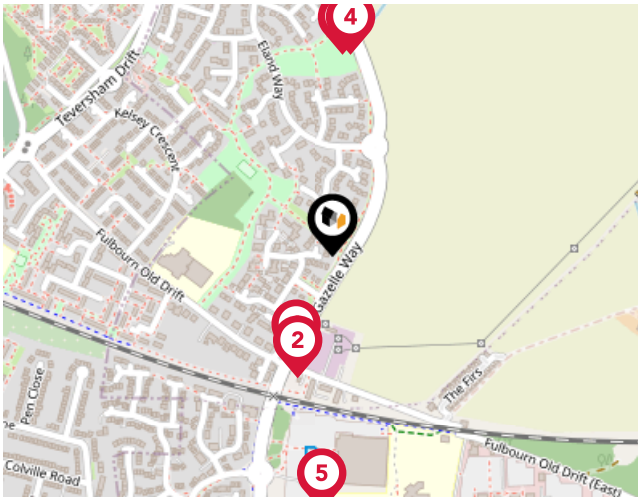 4
Eland Way
Teversham Drift
Kelsey Crescent
Fulbourn Old Drift
Gazelle Way
2
The Firs
Pen Close
Colville Road
5
Fulbourn Old Drift (East)